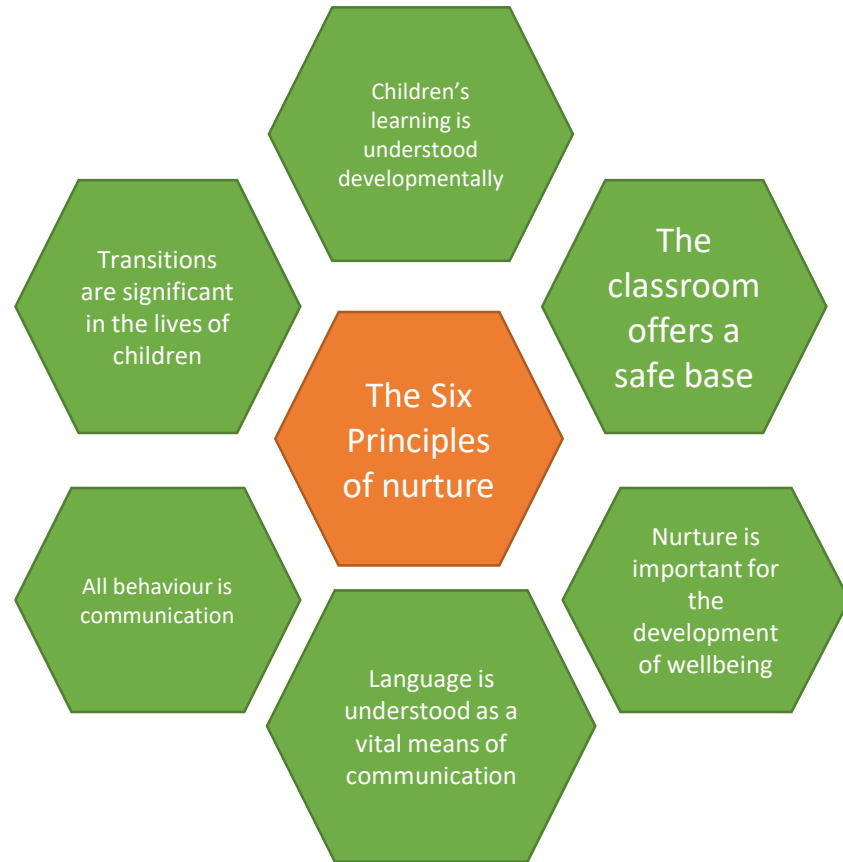 Children’s
learning is
understood
developmentally
The
classroom
offers a
safe base
Nurture is
important for
the
development
of wellbeing
Language is
understood as a
vital means of
communication
All behaviour is
communication
Transitions
are significant
in the lives of
children
The Six
Principles
of nurture